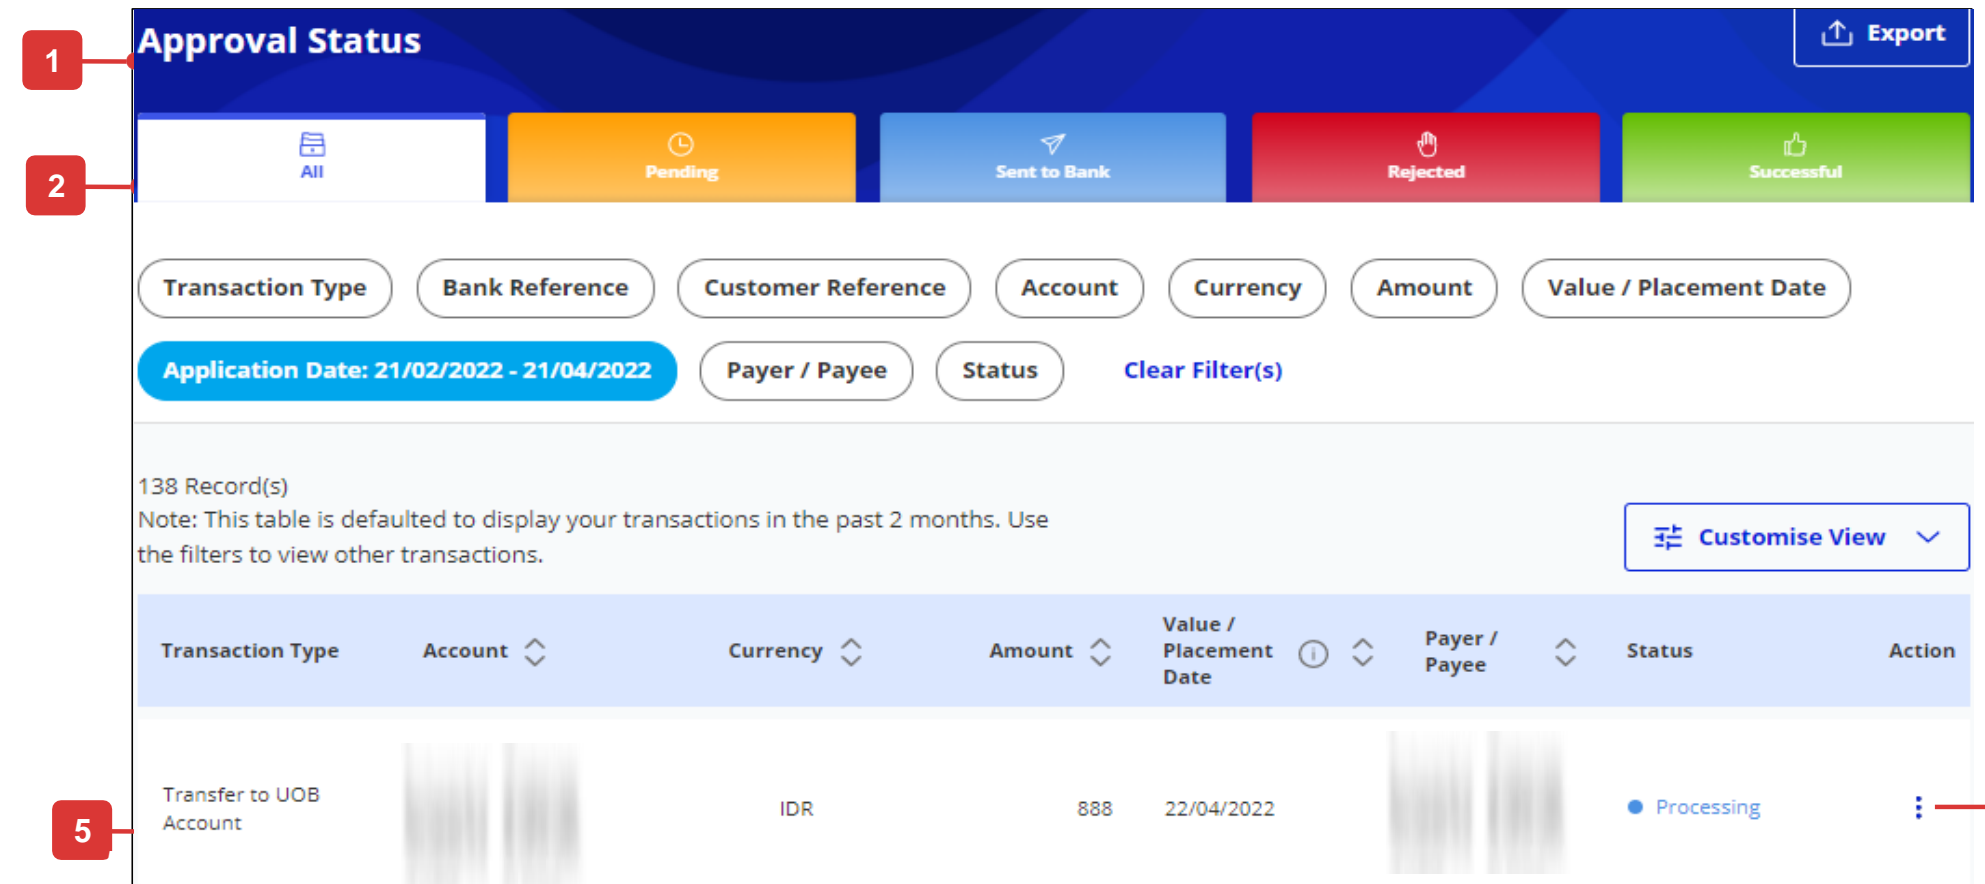 1
Approval Status
Export
2
All
Pending
Sent to Bank
Rejected
Successful
Transaction Type
Bank Reference
Customer Reference
Account
Currency
Amount
Value / Placement Date
Application Date: 21/02/2022 - 21/04/2022
Payer / Payee
Status
Clear Filter(s)
138 Record(s)
Note: This table is defaulted to display your transactions in the past 2 months. Use
the filters to view other transactions.
Customise View
Transaction Type
Account
Currency
Amount
Value /
Placement
Date
Payer /
Payee
Status
Action
5
Transfer to UOB
Account
IDR
888
22/04/2022
Processing